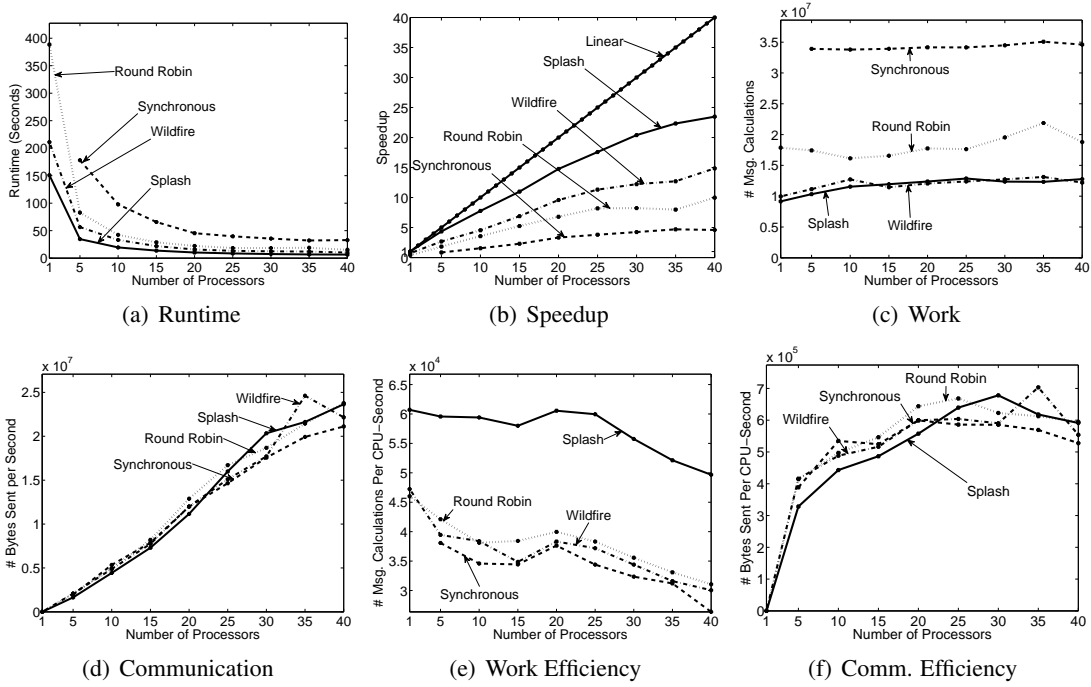 Runtime (Seconds)
400
350
300
250
200
150
100
50
0
1 5 10 15 20 25 30 35 40
Number of Processors
Round Robin
Synchronous
Wildfire
Splash
(a) Runtime
Speedup
40
35
30
25
20
15
10
5
1
0
1 5 10 15 20 25 30 35 40
Number of Processors
Linear
Splash
Wildfire
Round Robin
Synchronous
(b) Speedup
x 10^7
# Msg. Calculations
3.5
3
2.5
2
1.5
1
0.5
0
1 5 10 15 20 25 30 35 40
Number of Processors
Synchronous
Round Robin
Splash
Wildfire
(c) Work
x 10^7
# Bytes Sent per Second
2.5
2
1.5
1
0.5
0
1 5 10 15 20 25 30 35 40
Number of Processors
Wildfire
Splash
Round Robin
Synchronous
(d) Communication
x 10^4
# Msg. Calculations Per CPU−Second
6.5
6
5.5
5
4.5
4
3.5
3
1 5 10 15 20 25 30 35 40
Number of Processors
Splash
Round Robin
Wildfire
Synchronous
(e) Work Efficiency
x 10^5
# Bytes Sent Per CPU−Second
7
6
5
4
3
2
1
0
1 5 10 15 20 25 30 35 40
Number of Processors
Round Robin
Synchronous
Wildfire
Splash
(f) Comm. Efficiency